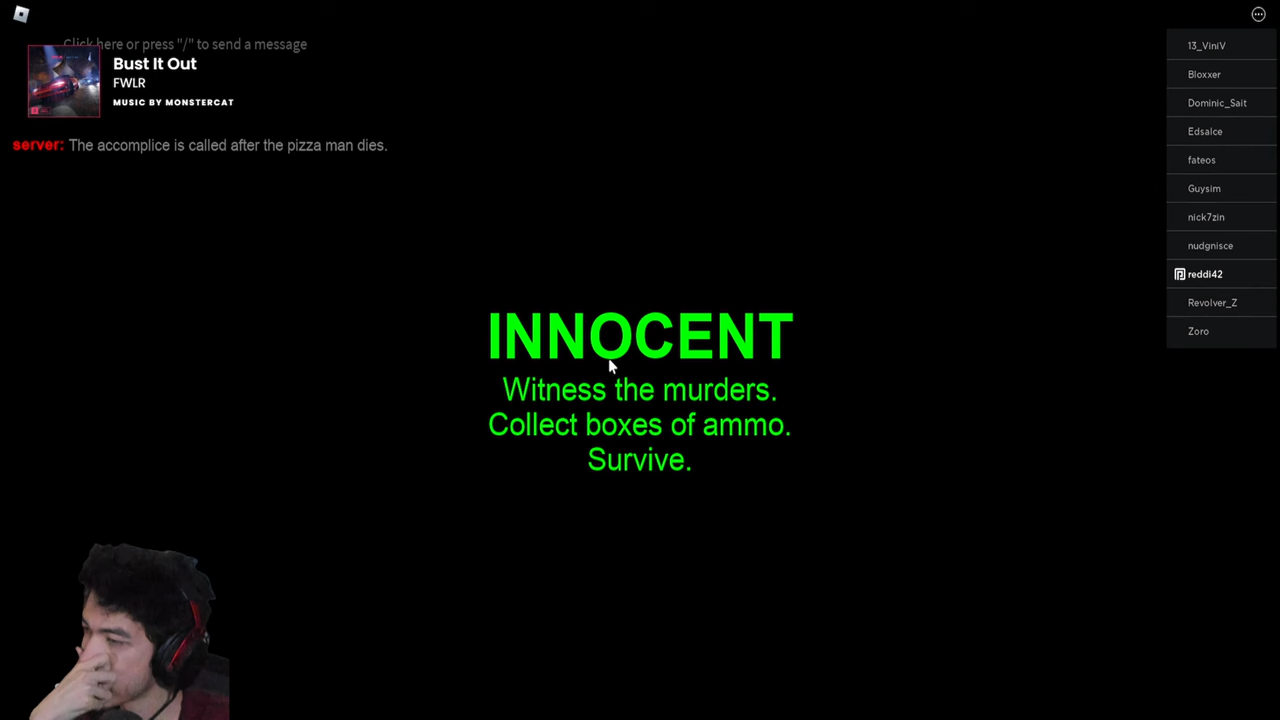 Click here or press "/" to send a message
Bust It Out
FWLR
MUSIC BY MONSTERCAT
server: The accomplice is called after the pizza man dies.
INNOCENT
Witness the murders.
Collect boxes of ammo.
Survive.
13_ViniV
Bloxxer
Dominic_Sait
Edsalce
fateos
Guysim
nick7zin
nudgnisce
reddi42
Revolver_Z
Zoro